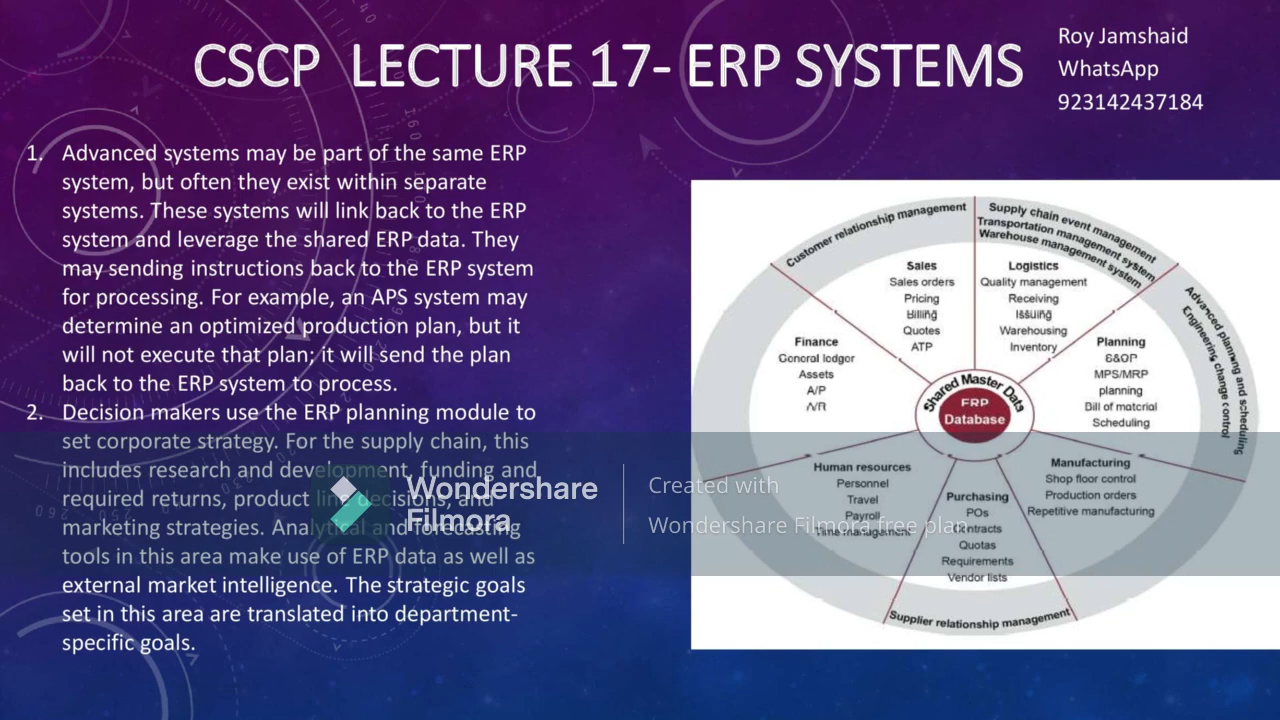 CSCP LECTURE 17- ERP SYSTEMS
Roy Jamshaid
WhatsApp
923142437184
1. Advanced systems may be part of the same ERP
system, but often they exist within separate
systems. These systems will link back to the ERP
system and leverage the shared ERP data. They
may sending instructions back to the ERP system
for processing. For example, an APS system may
determine an optimized production plan, but it
will not execute that plan; it will send the plan
back to the ERP system to process.
2. Decision makers use the ERP planning module to
set corporate strategy. For the supply chain, this
includes research and development, funding and
required returns, product line decisions, and
marketing strategies. Analytical and forecasting
tools in this area make use of ERP data as well as
external market intelligence. The strategic goals
set in this area are translated into department-
specific goals.
Customer relationship management
Supply chain event management
Transportation management system
Warehouse management system
Advanced planning and scheduling
Engineering change control
Sales
Sales orders
Pricing
Billing
Quotes
ATP
Logistics
Quality management
Receiving
Issuing
Warehousing
Inventory
Finance
General ledger
Assets
A/P
A/R
Planning
S&OP
MPS/MRP
planning
Bill of material
Scheduling
Shared Master Data
ERP
Database
Human resources
Personnel
Travel
Payroll
Time management
Purchasing
POs
Contracts
Quotas
Requirements
Vendor lists
Manufacturing
Shop floor control
Production orders
Repetitive manufacturing
Supplier relationship management
Wondershare
Filmora
Created with
Wondershare Filmora free plan